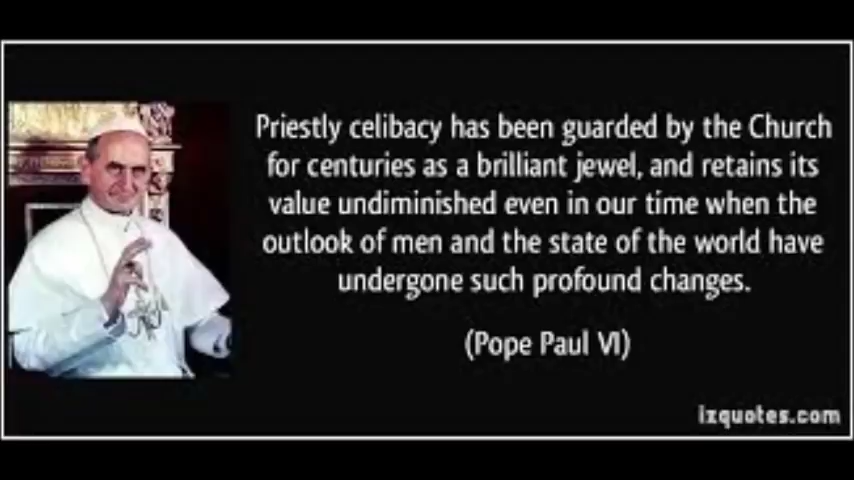 Priestly celibacy has been guarded by the Church
for centuries as a brilliant jewel, and retains its
value undiminished even in our time when the
outlook of men and the state of the world have
undergone such profound changes.
(Pope Paul VI)
izquotes.com